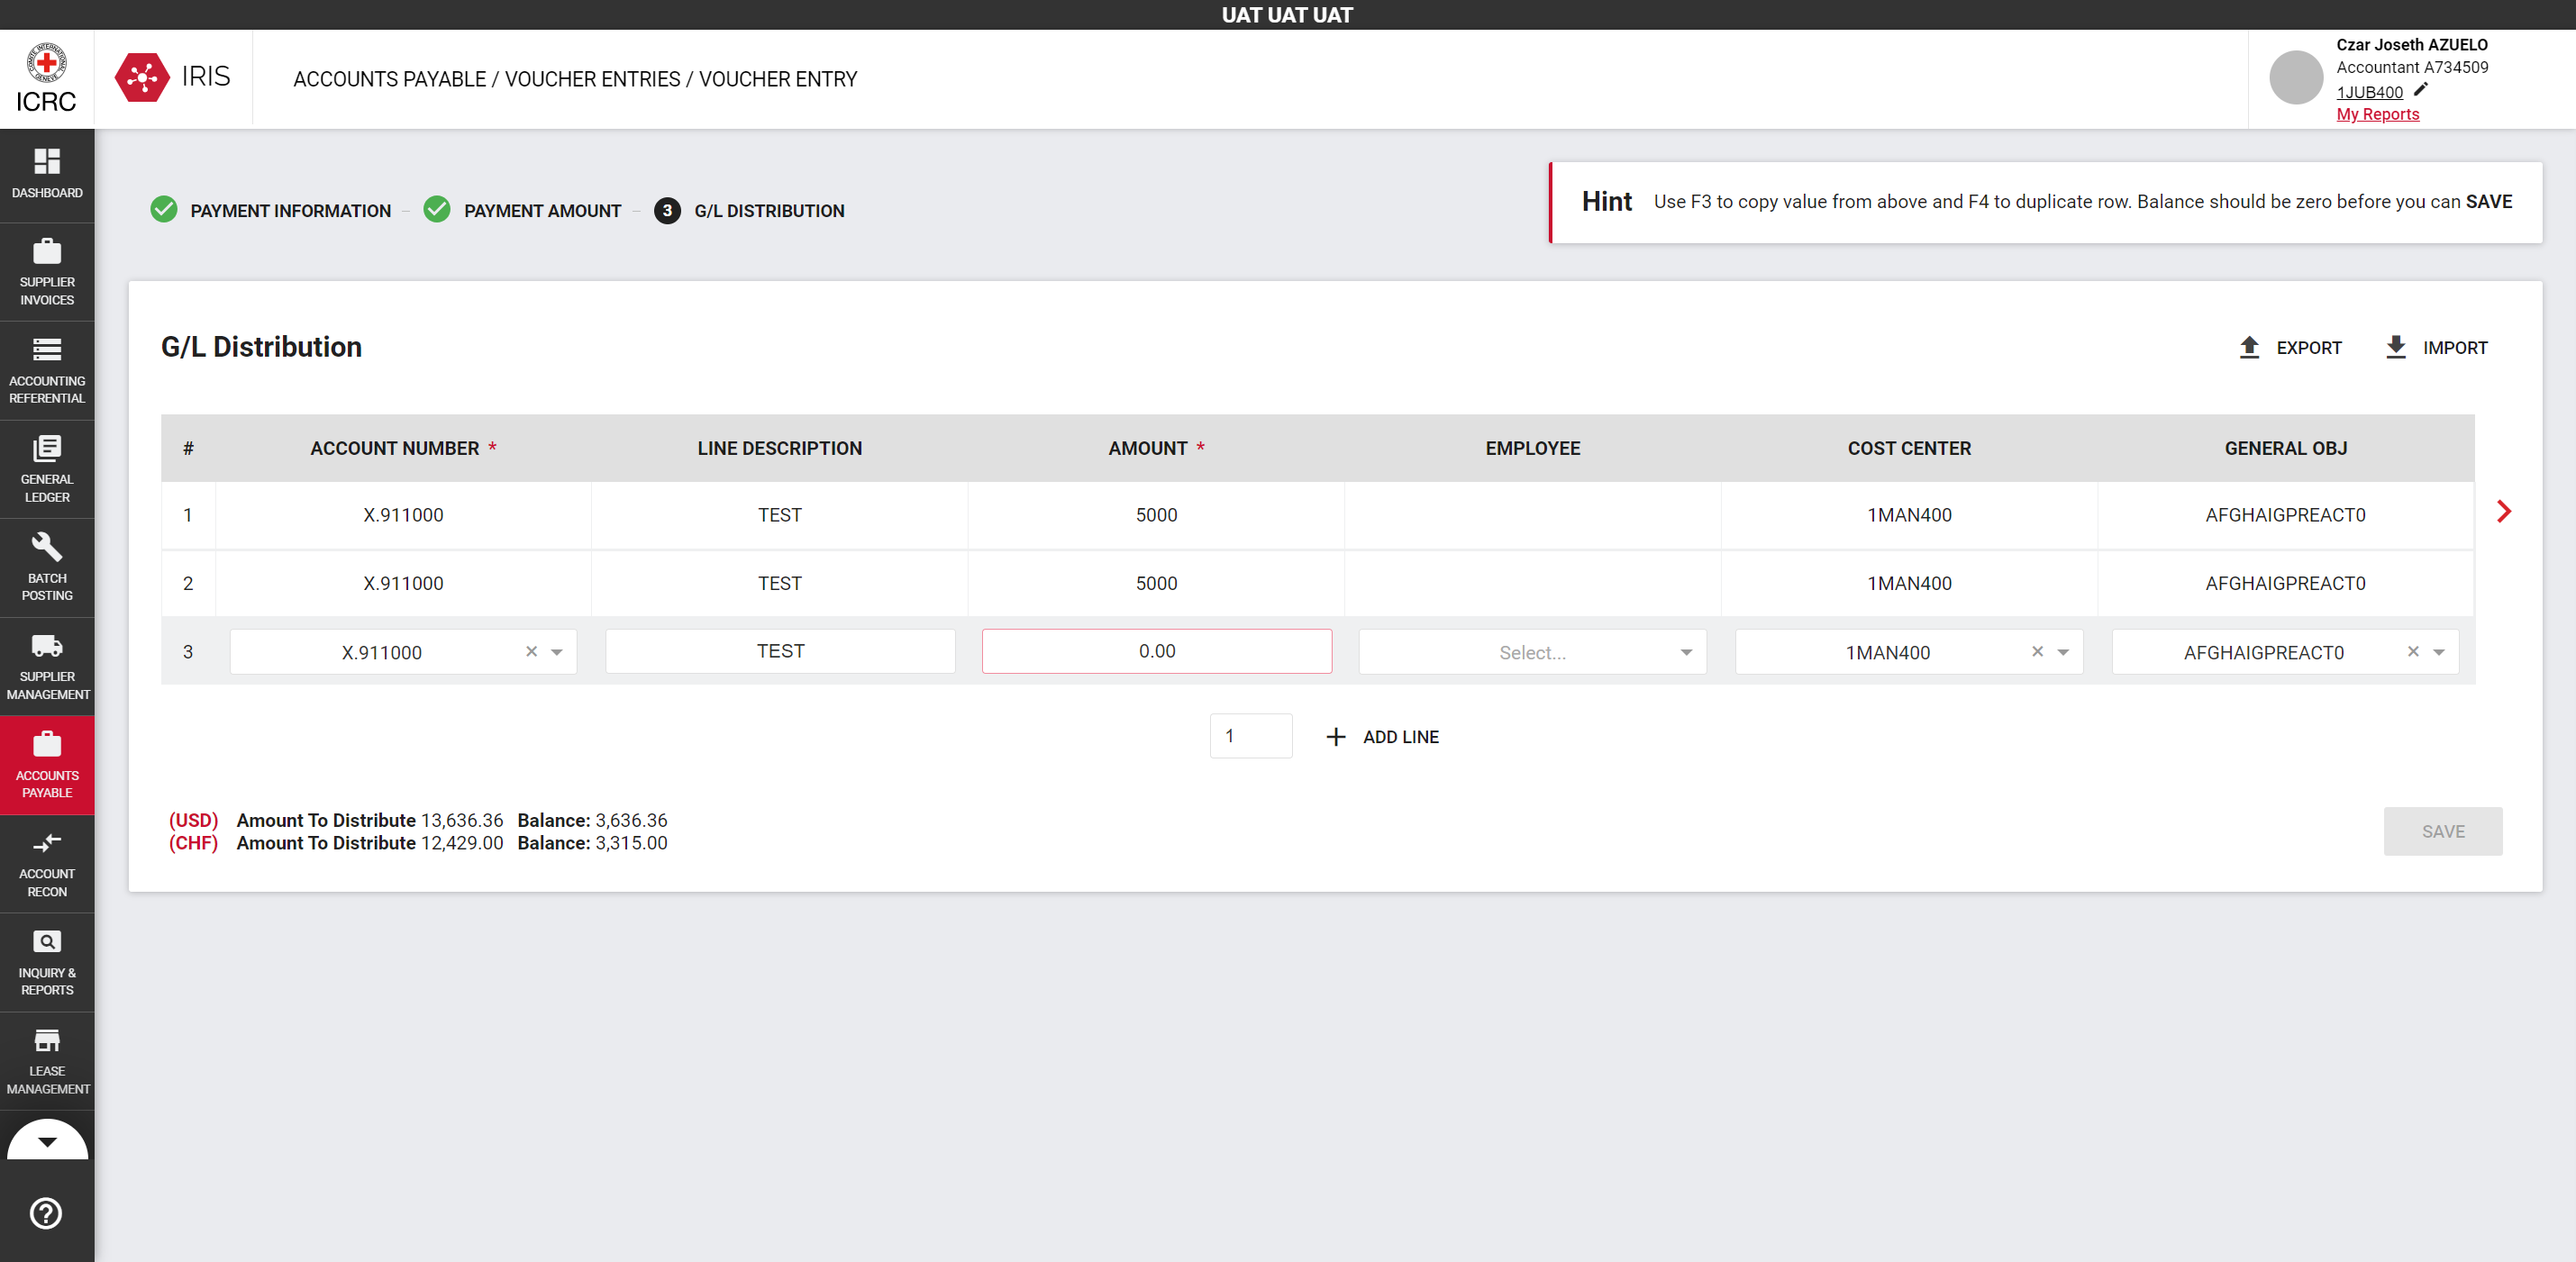 UAT UAT UAT
COMITE INTERNATIONAL GENEVE
ICRC
IRIS
ACCOUNTS PAYABLE / VOUCHER ENTRIES / VOUCHER ENTRY
Czar Joseth AZUELO
Accountant A734509
1JUB400
My Reports
DASHBOARD
SUPPLIER
INVOICES
ACCOUNTING
REFERENTIAL
GENERAL
LEDGER
BATCH
POSTING
SUPPLIER
MANAGEMENT
ACCOUNTS
PAYABLE
ACCOUNT
RECON
INQUIRY &
REPORTS
LEASE
MANAGEMENT
PAYMENT INFORMATION – PAYMENT AMOUNT – 3 G/L DISTRIBUTION
Hint Use F3 to copy value from above and F4 to duplicate row. Balance should be zero before you can SAVE
G/L Distribution
EXPORT IMPORT
# ACCOUNT NUMBER * LINE DESCRIPTION AMOUNT * EMPLOYEE COST CENTER GENERAL OBJ
1 X.911000 TEST 5000 1MAN400 AFGHAIGPREACT0
2 X.911000 TEST 5000 1MAN400 AFGHAIGPREACT0
3 X.911000 TEST 0.00 Select... 1MAN400 AFGHAIGPREACT0
1 + ADD LINE
(USD) Amount To Distribute 13,636.36 Balance: 3,636.36
(CHF) Amount To Distribute 12,429.00 Balance: 3,315.00
SAVE